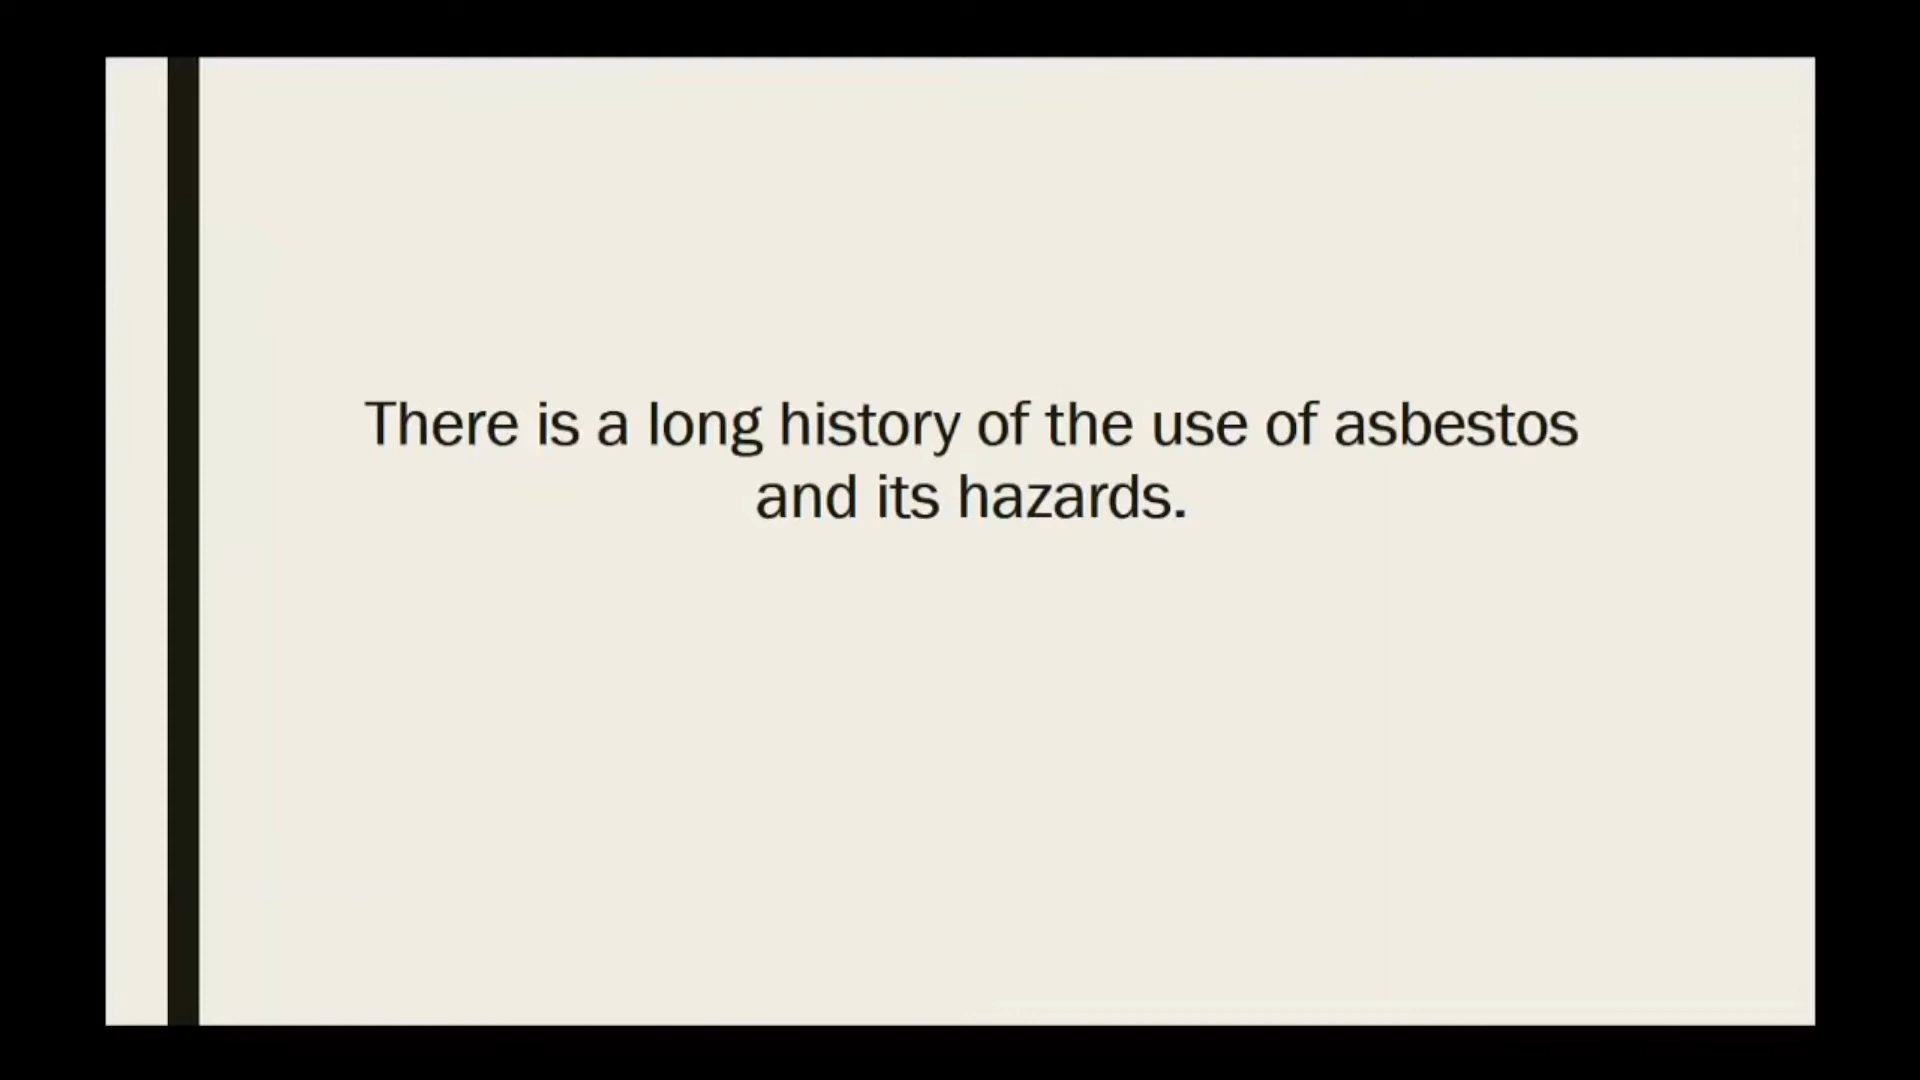 There is a long history of the use of asbestos
and its hazards.